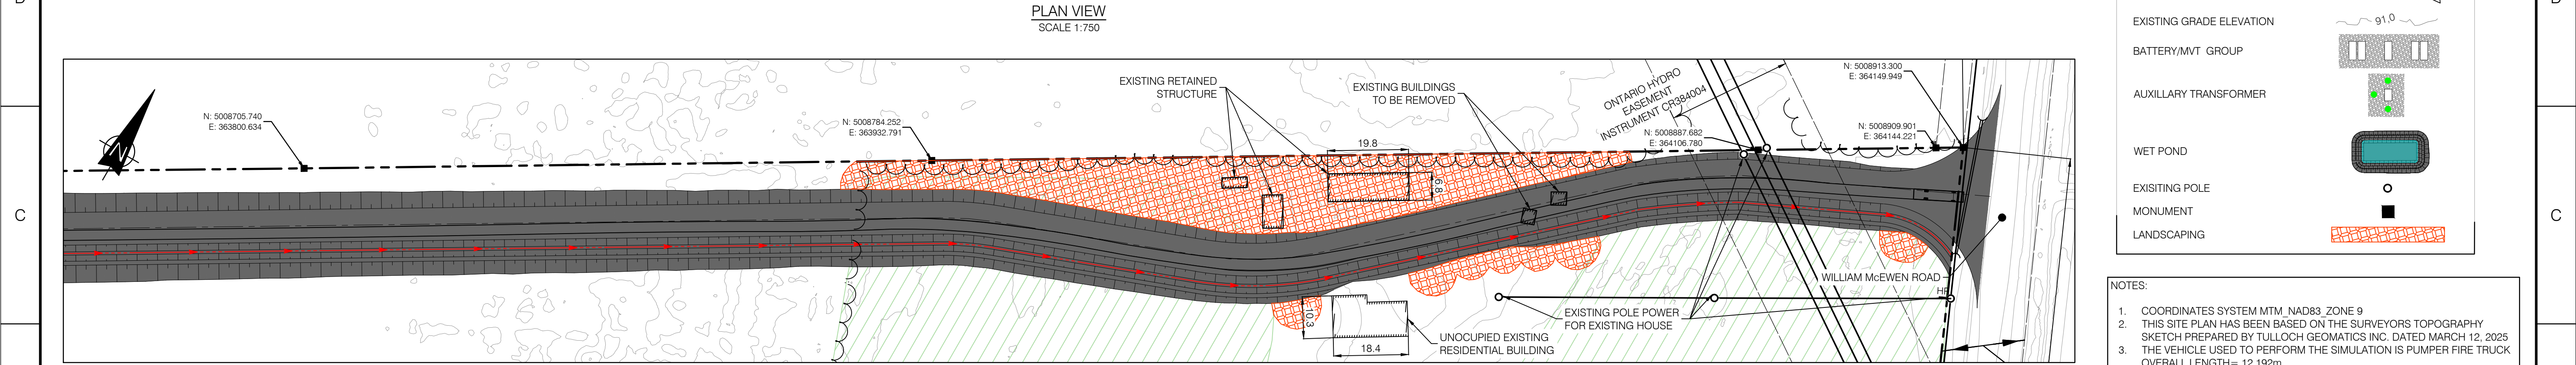 PLAN VIEW
SCALE 1:750
N: 5008705.740
E: 363800.634
N
N: 5008784.252
E: 363932.791
EXISTING RETAINED
STRUCTURE
19.8
6.8
EXISTING BUILDINGS
TO BE REMOVED
ONTARIO HYDRO
EASEMENT
INSTRUMENT CR384004
N: 5008887.682
E: 364106.780
N: 5008913.300
E: 364149.949
N: 5008909.901
E: 364144.221
WILLIAM McEWEN ROAD
HP
EXISTING POLE POWER
FOR EXISTING HOUSE
10.3
18.4
UNOCUPIED EXISTING
RESIDENTIAL BUILDING
C
C
EXISTING GRADE ELEVATION
91,0
BATTERY/MVT GROUP
AUXILLARY TRANSFORMER
WET POND
EXISITING POLE
MONUMENT
LANDSCAPING
NOTES:
1. COORDINATES SYSTEM MTM_NAD83_ZONE 9
2. THIS SITE PLAN HAS BEEN BASED ON THE SURVEYORS TOPOGRAPHY
SKETCH PREPARED BY TULLOCH GEOMATICS INC. DATED MARCH 12, 2025
3. THE VEHICLE USED TO PERFORM THE SIMULATION IS PUMPER FIRE TRUCK
OVERALL LENGTH= 12.192m